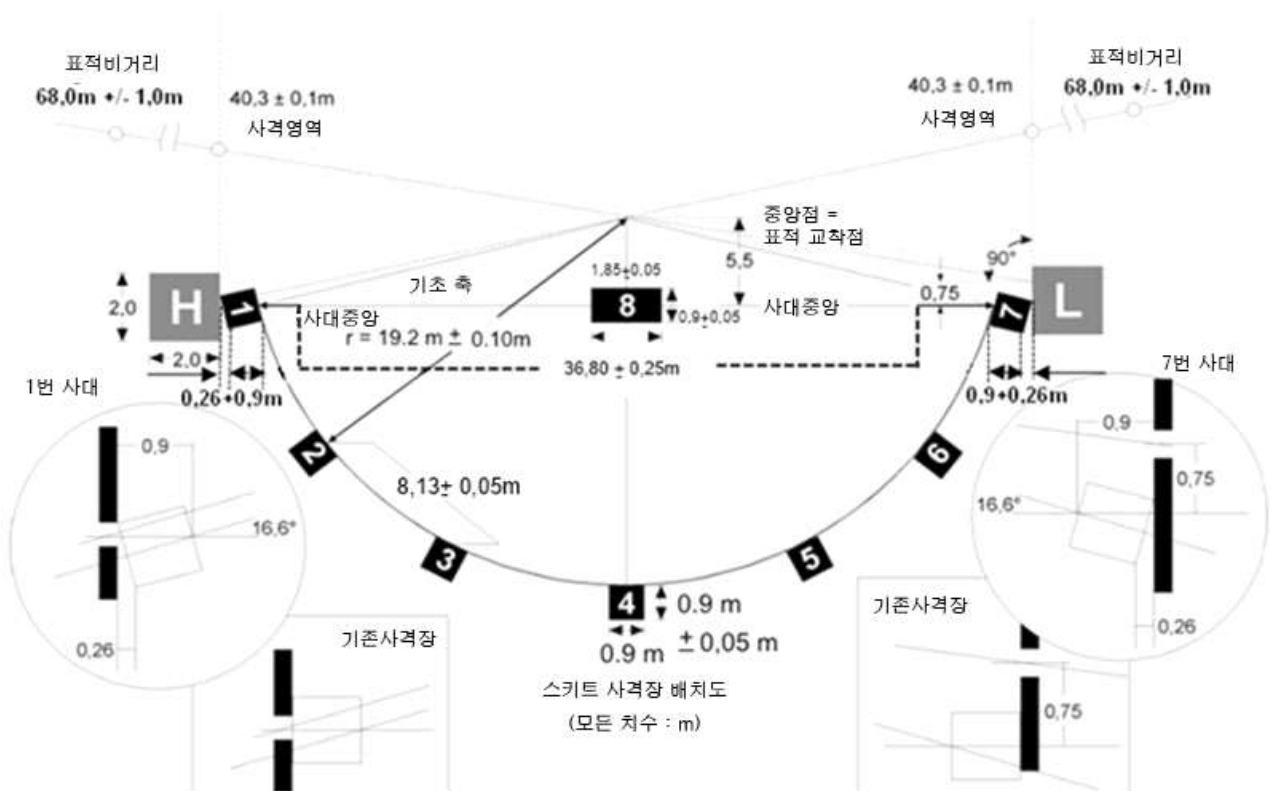 표적비거리
68,0m +/- 1,0m
40,3 ± 0,1m
사격영역
표적비거리
68,0m +/- 1,0m
40,3 ± 0,1m
사격영역
중앙점 =
표적 교착점
5,5
90°
1,85±0.05
기초 축
H
2,0
2,0
1
사대중앙
8
0,9±0,05
사대중앙
0,75
7
L
r = 19.2 m ± 0.10m
36,80 ± 0,25m
1번 사대
0,26+0,9m
7번 사대
0,9+0,26m
2
6
0,9
16,6°
0,26
8,13± 0,05m
0,9
0,75
16,6°
0,26
3
5
4
0.9 m
± 0,05 m
0.9 m
기존사격장
기존사격장
0,75
스키트 사격장 배치도
(모든 치수 : m)